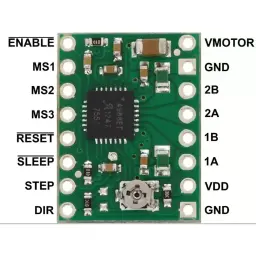 ENABLE VMOTOR
MS1 GND
MS2 2B
MS3 2A
RESET 1B
SLEEP 1A
STEP VDD
DIR GND